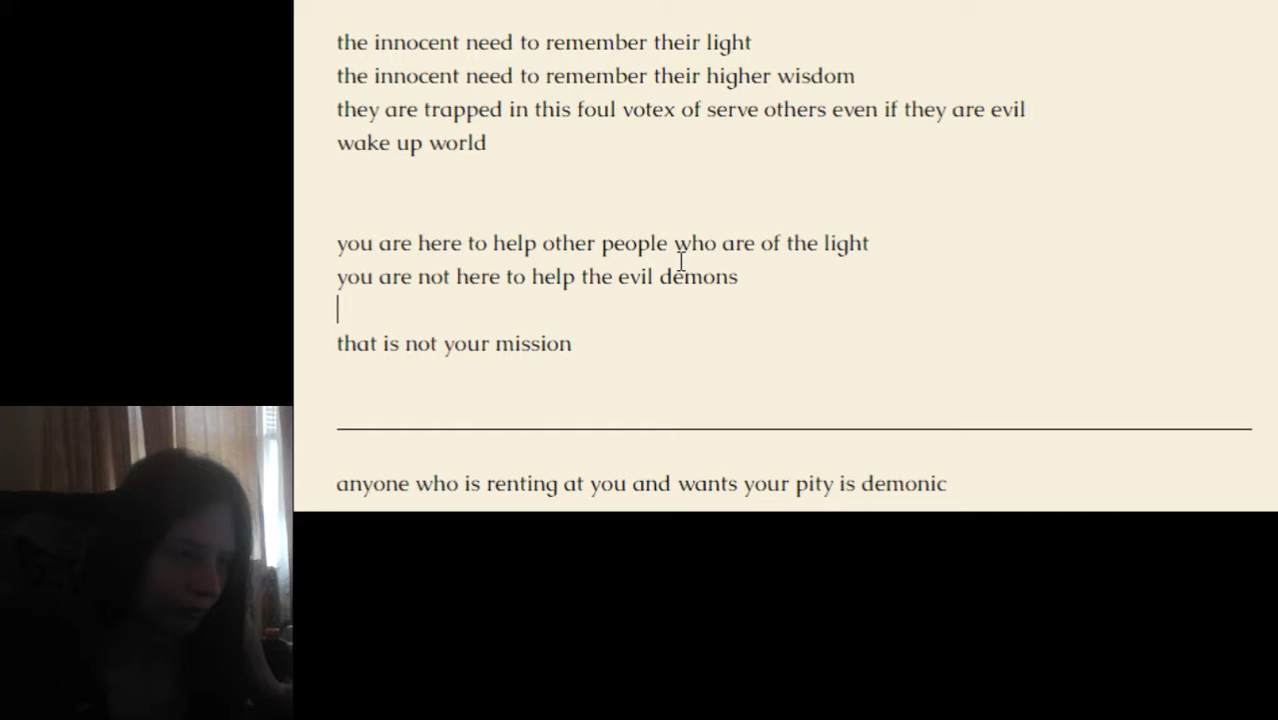 the innocent need to remember their light
the innocent need to remember their higher wisdom
they are trapped in this foul votex of serve others even if they are evil
wake up world
you are here to help other people who are of the light
you are not here to help the evil demons
that is not your mission
anyone who is renting at you and wants your pity is demonic